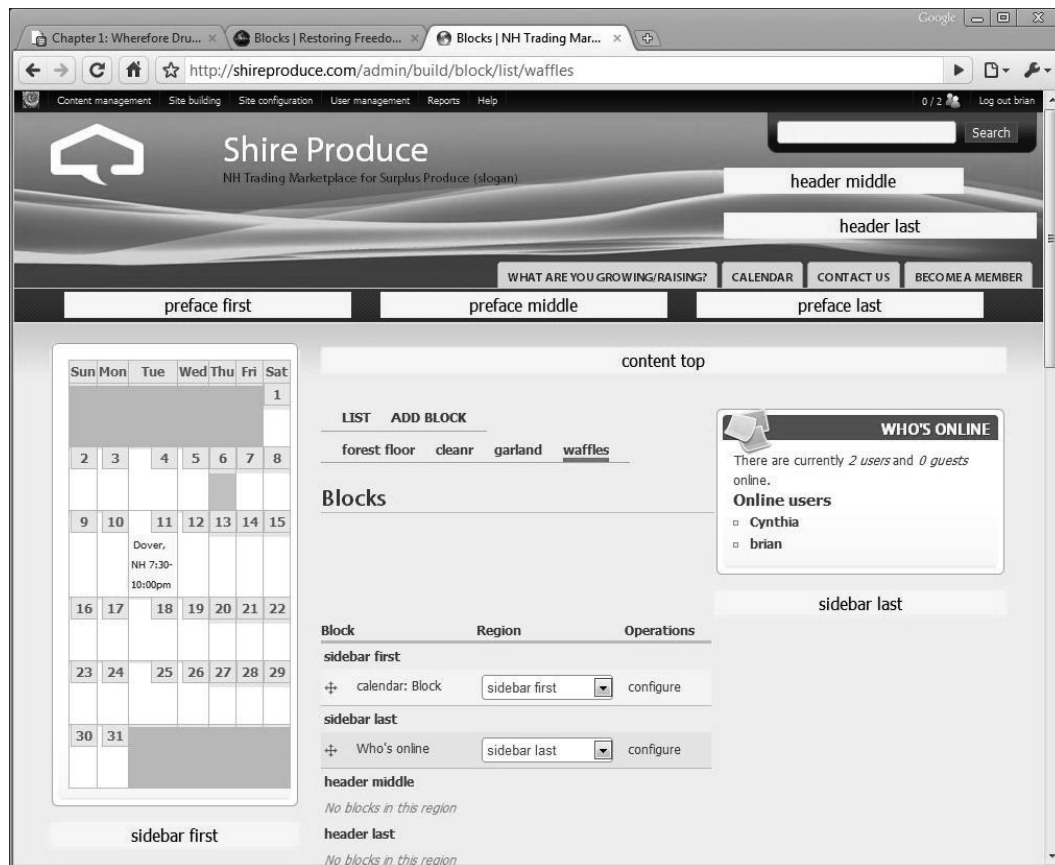 Google
Chapter 1: Wherefore Dru... × Blocks | Restoring Freedo... × Blocks | NH Trading Mar... ×
http://shireproduce.com/admin/build/block/list/waffles
Content management Site building Site configuration User management Reports Help 0 / 2 Log out brian
Search
Shire Produce
NH Trading Marketplace for Surplus Produce (slogan)
header middle
header last
WHAT ARE YOU GROWING/RAISING? CALENDAR CONTACT US BECOME A MEMBER
preface first preface middle preface last
content top
Sun Mon Tue Wed Thu Fri Sat
1
2 3 4 5 6 7 8
9 10 11 12 13 14 15
Dover,
NH 7:30-
10:00pm
16 17 18 19 20 21 22
23 24 25 26 27 28 29
30 31
sidebar first
LIST ADD BLOCK
forest floor cleanr garland waffles
Blocks
Block Region Operations
sidebar first
calendar: Block sidebar first configure
sidebar last
Who's online sidebar last configure
header middle
No blocks in this region
header last
No blocks in this region
WHO'S ONLINE
There are currently 2 users and 0 guests
online.
Online users
Cynthia
brian
sidebar last